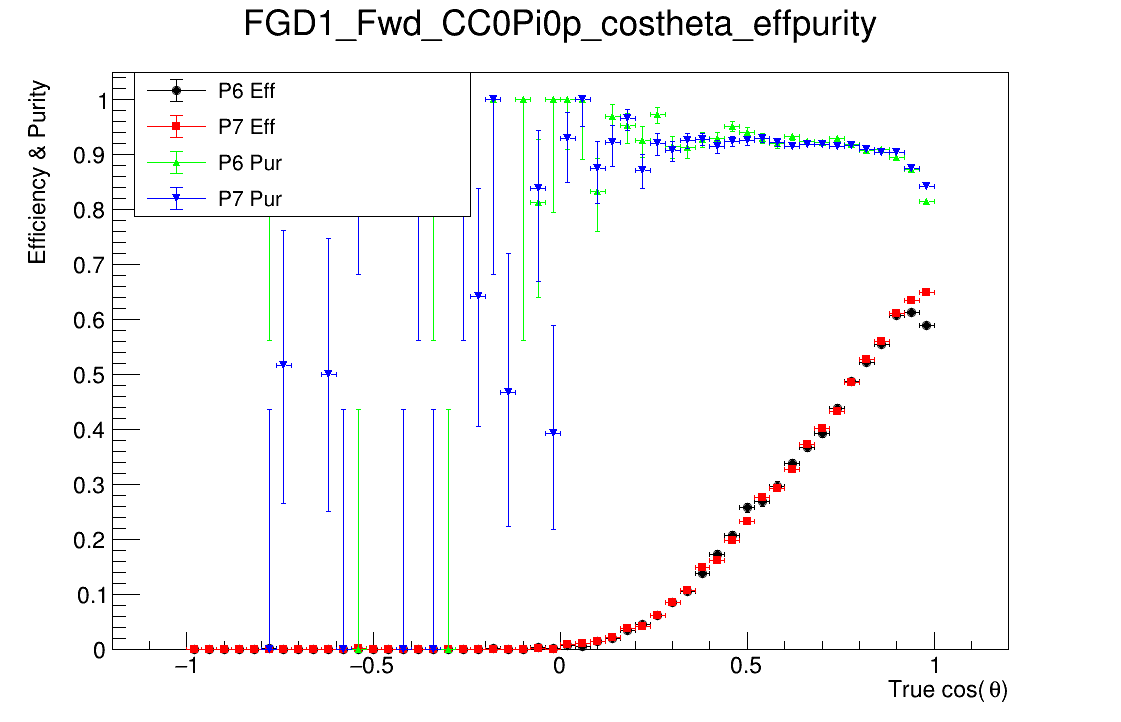 FGD1_Fwd_CC0Pi0p_costheta_effpurity
Efficiency & Purity
P6 Eff
P7 Eff
P6 Pur
P7 Pur
1
0.9
0.8
0.7
0.6
0.5
0.4
0.3
0.2
0.1
0
−1
−0.5
0
0.5
1
True cos(θ)